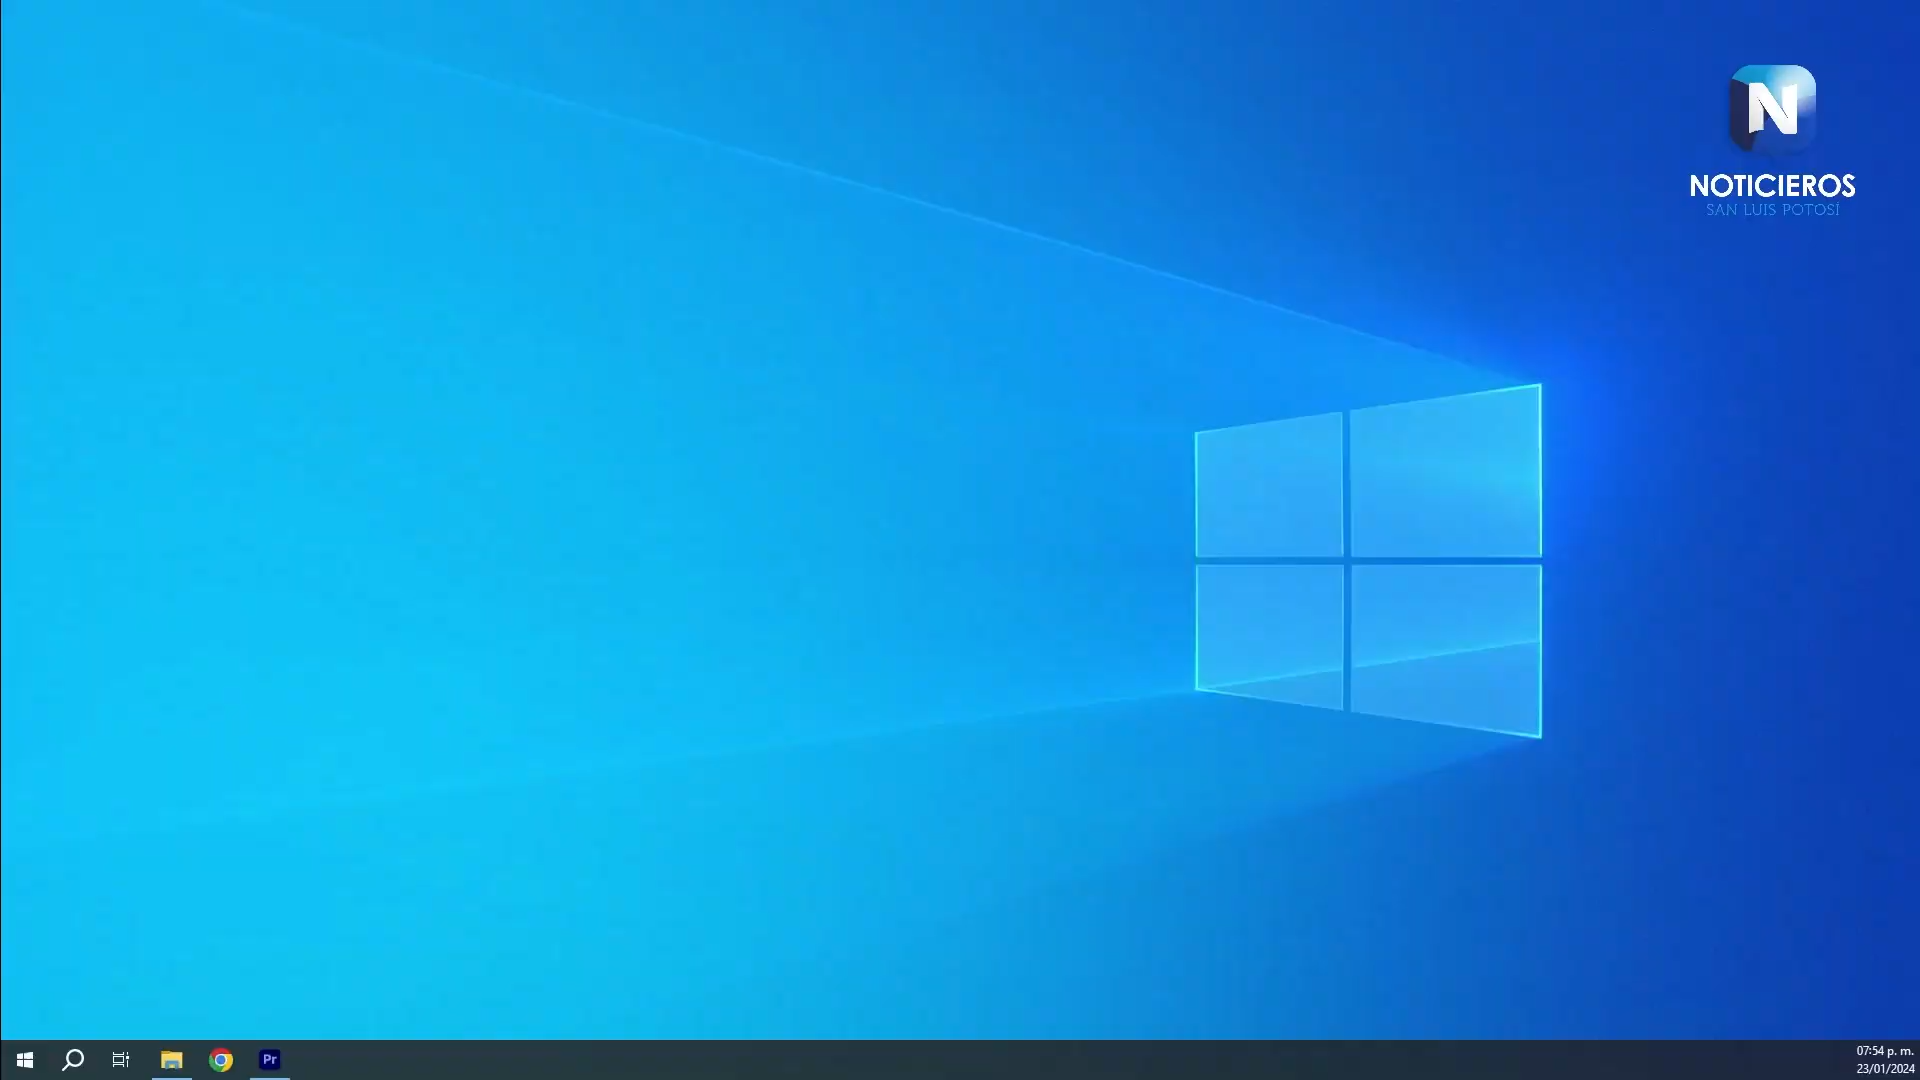 N
NOTICIEROS
SAN LUIS POTOSÍ
Pr
07:54 p. m.
23/01/2024